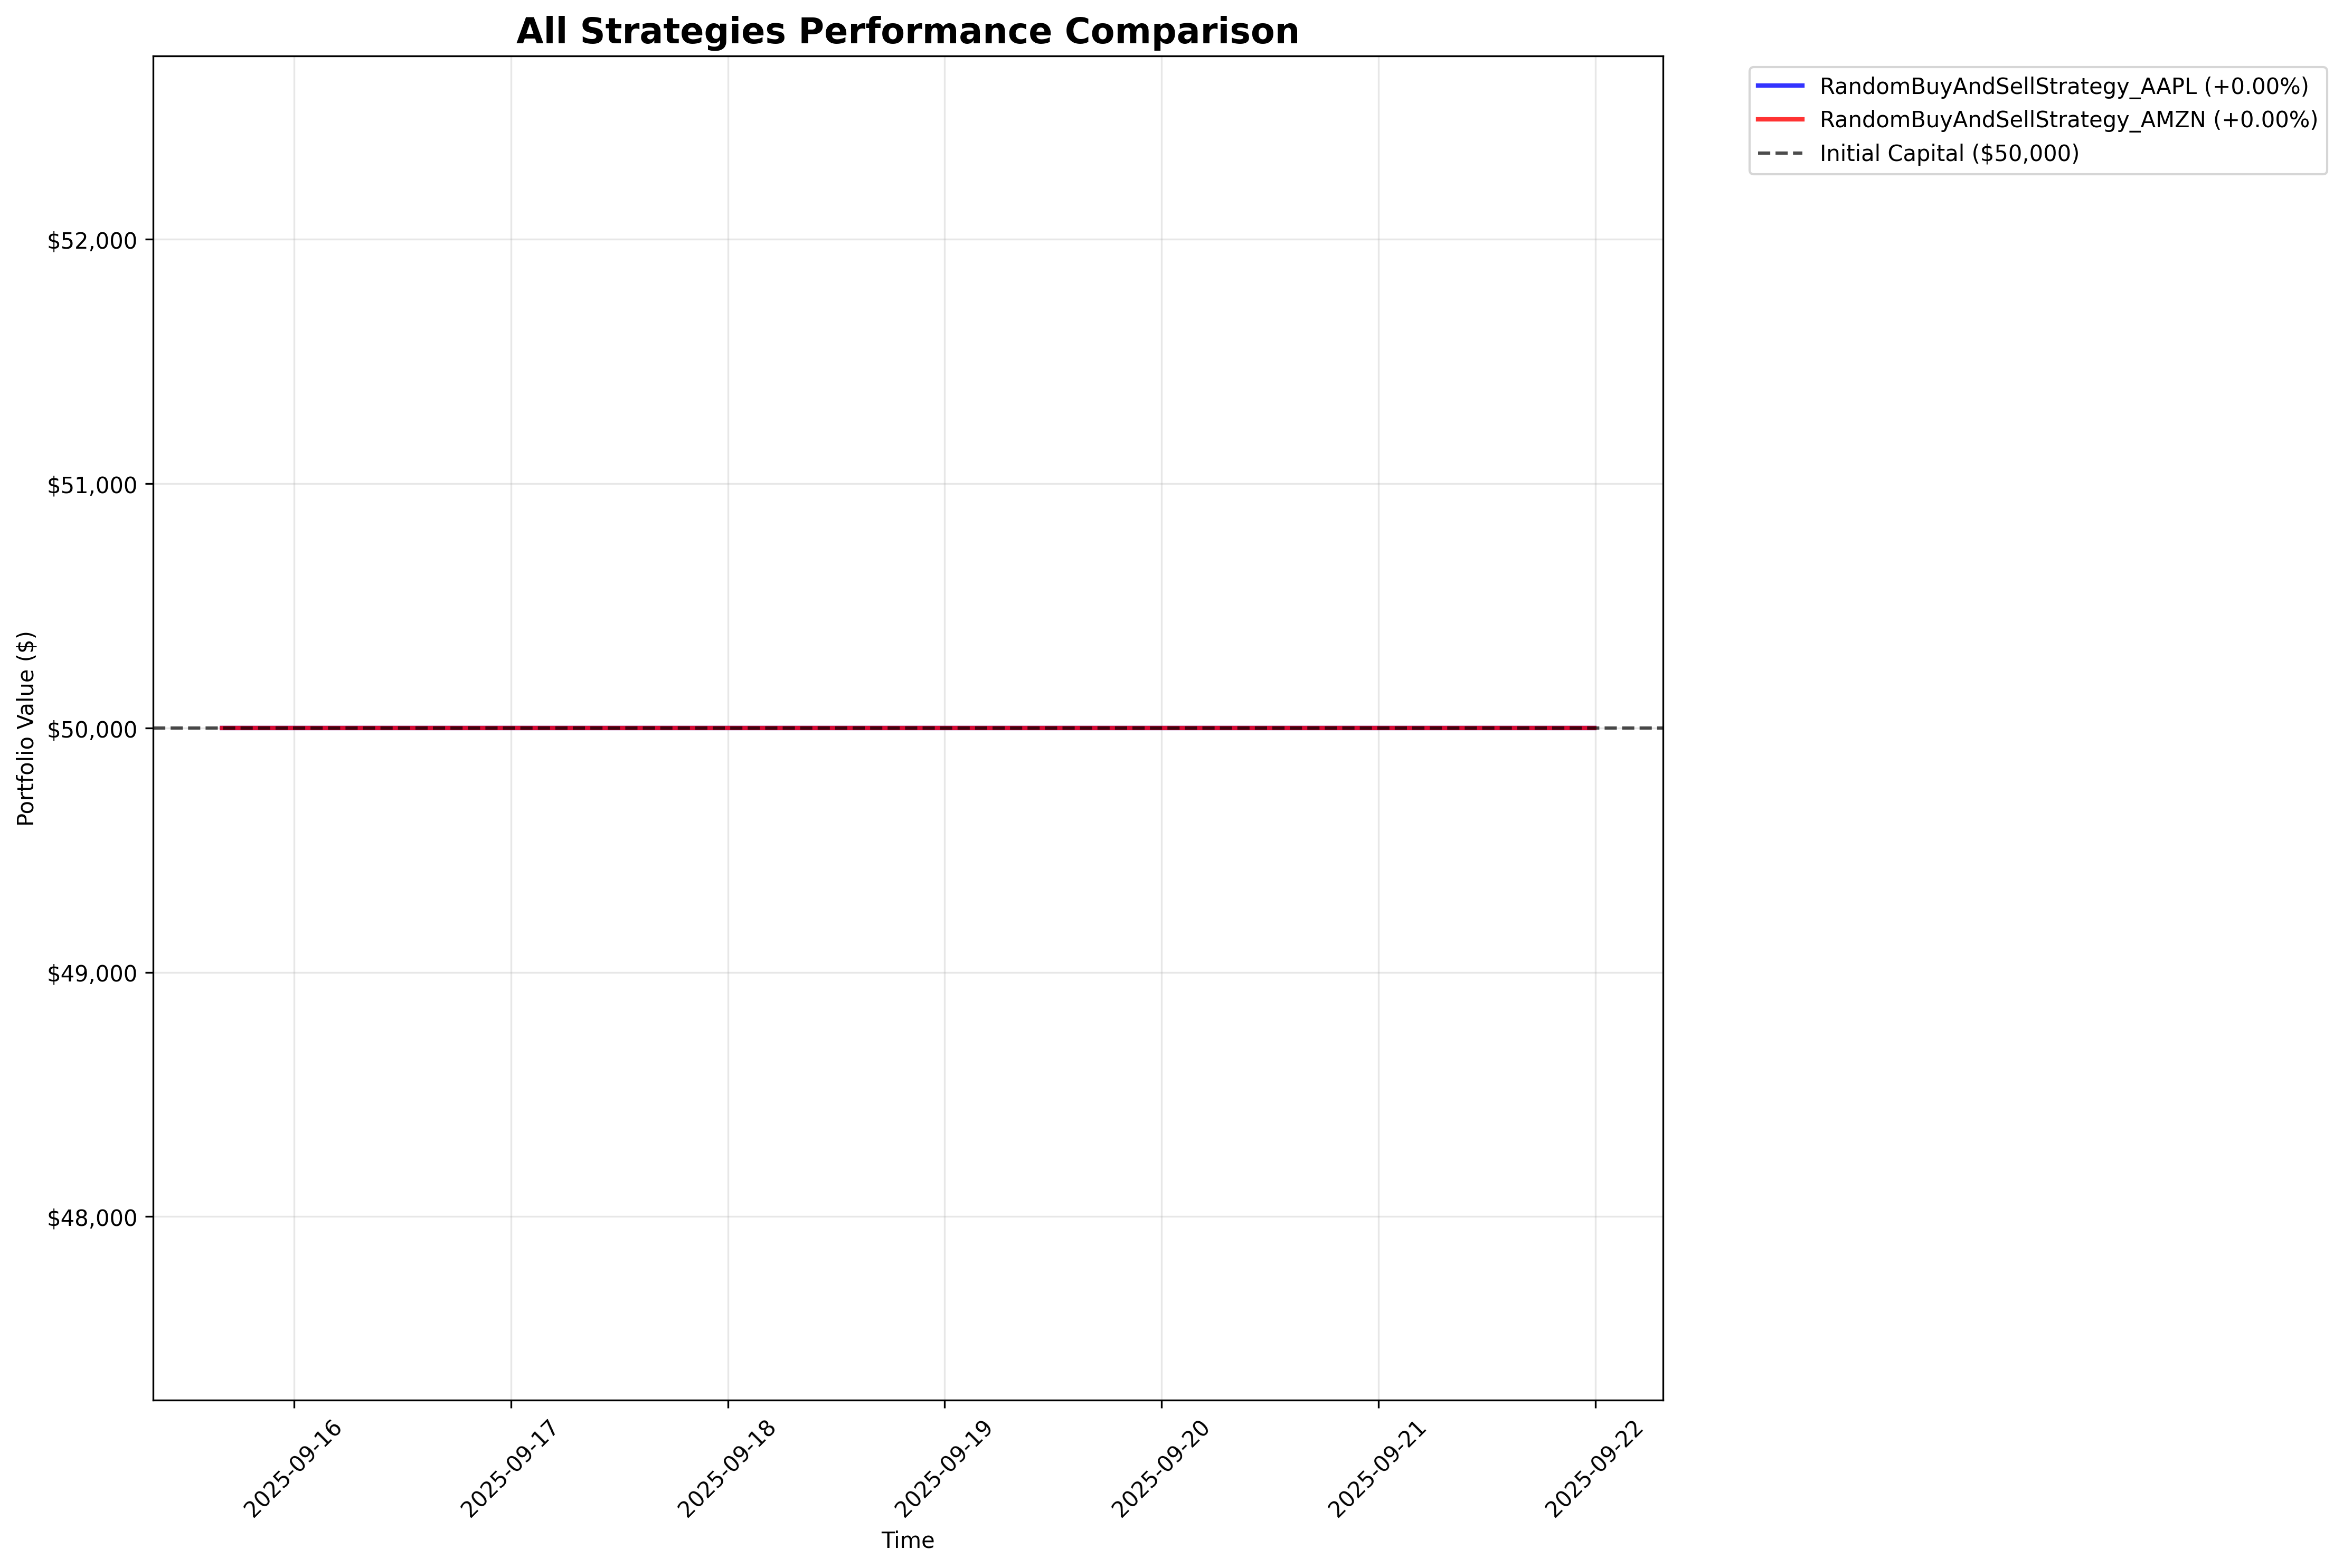 All Strategies Performance Comparison
RandomBuyAndSellStrategy_AAPL (+0.00%)
RandomBuyAndSellStrategy_AMZN (+0.00%)
Initial Capital ($50,000)
Portfolio Value ($)
$52,000
$51,000
$50,000
$49,000
$48,000
2025-09-16
2025-09-17
2025-09-18
2025-09-19
2025-09-20
2025-09-21
2025-09-22
Time